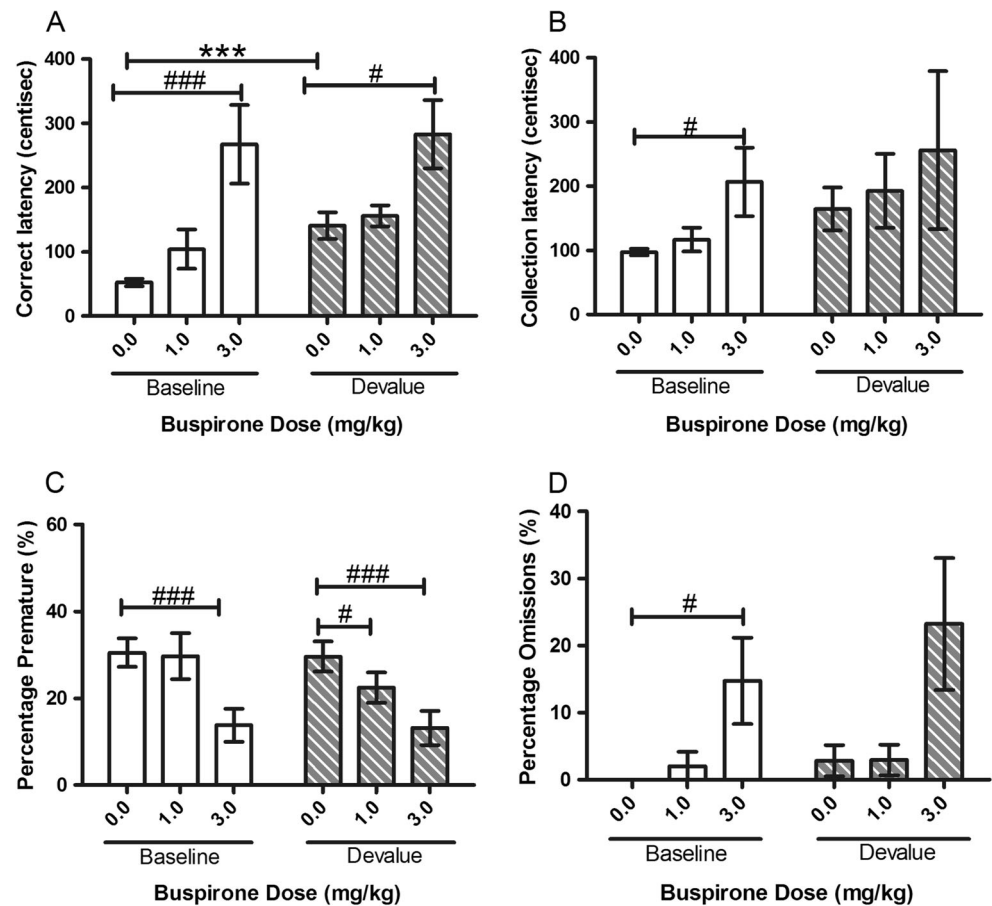 A
Correct latency (centisec)
400
300
200
100
0
***
###
#
0.0 1.0 3.0 0.0 1.0 3.0
Baseline Devalue
Buspirone Dose (mg/kg)
B
Collection latency (centisec)
400
300
200
100
0
#
0.0 1.0 3.0 0.0 1.0 3.0
Baseline Devalue
Buspirone Dose (mg/kg)
C
Percentage Premature (%)
60
40
20
0
###
###
#
0.0 1.0 3.0 0.0 1.0 3.0
Baseline Devalue
Buspirone Dose (mg/kg)
D
Percentage Omissions (%)
40
30
20
10
0
#
0.0 1.0 3.0 0.0 1.0 3.0
Baseline Devalue
Buspirone Dose (mg/kg)